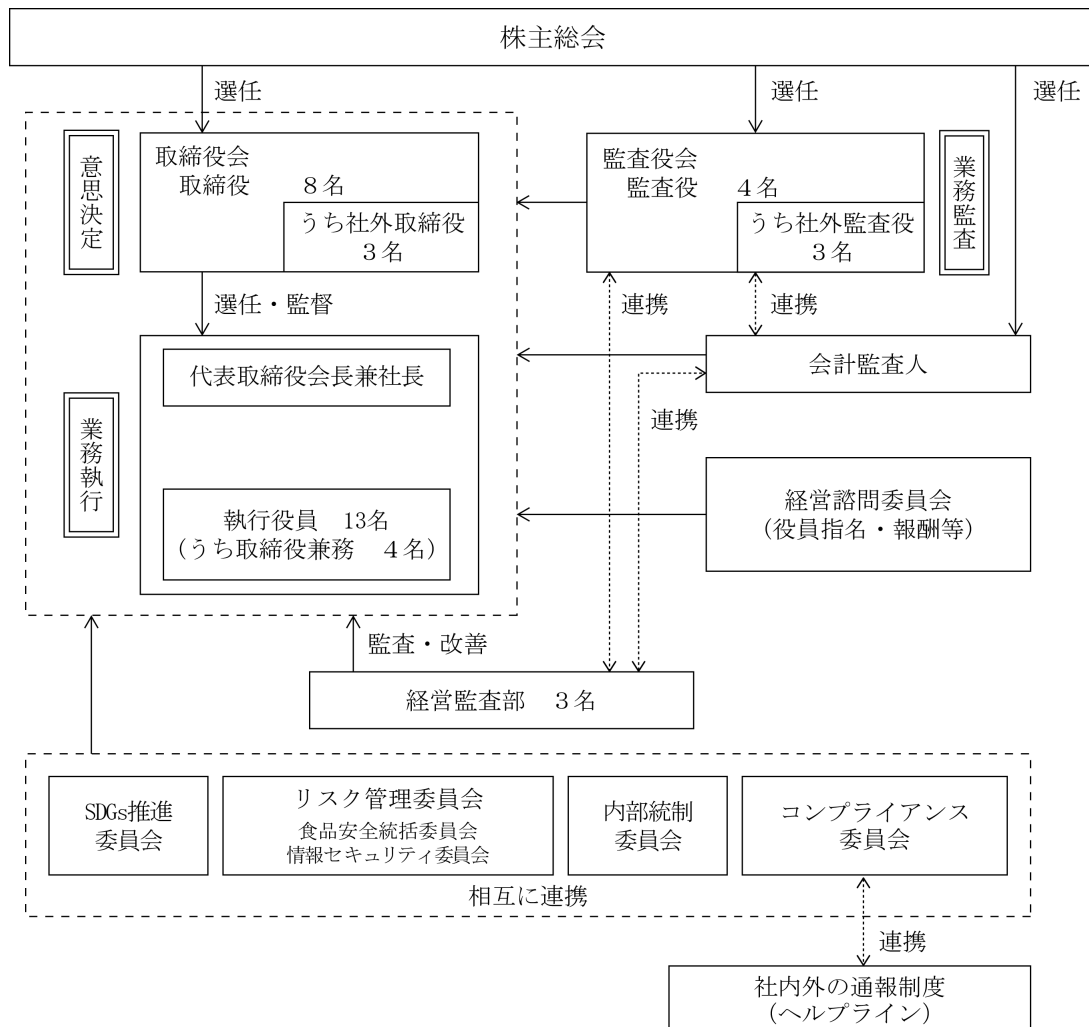 株主総会
選任
選任
選任
意思決定
取締役会
取締役　８名
うち社外取締役
３名
監査役会
監査役　４名
うち社外監査役
３名
業務監査
選任・監督
連携
連携
代表取締役会長兼社長
会計監査人
業務執行
連携
執行役員　13名
（うち取締役兼務　４名）
経営諮問委員会
（役員指名・報酬等）
監査・改善
経営監査部　３名
SDGs推進
委員会
リスク管理委員会
食品安全統括委員会
情報セキュリティ委員会
内部統制
委員会
コンプライアンス
委員会
相互に連携
連携
社内外の通報制度
（ヘルプライン）